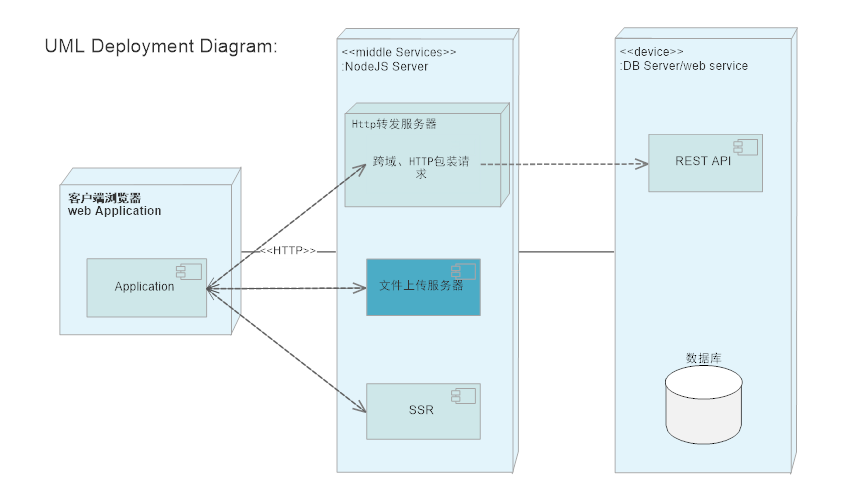 UML Deployment Diagram:
<<middle Services>>
:NodeJS Server
<<device>>
:DB Server/web service
Http转发服务器
跨域、HTTP包装请
求
REST API
客户端浏览器
web Application
<<HTTP>>
Application
文件上传服务器
数据库
SSR